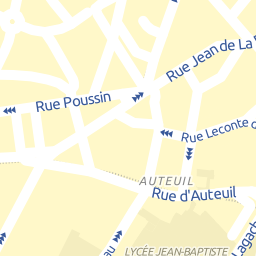 Rue Jean de La
Rue Poussin
Rue Leconte
AUTEUIL
Rue d'Auteuil
LYCÉE JEAN-BAPTISTE